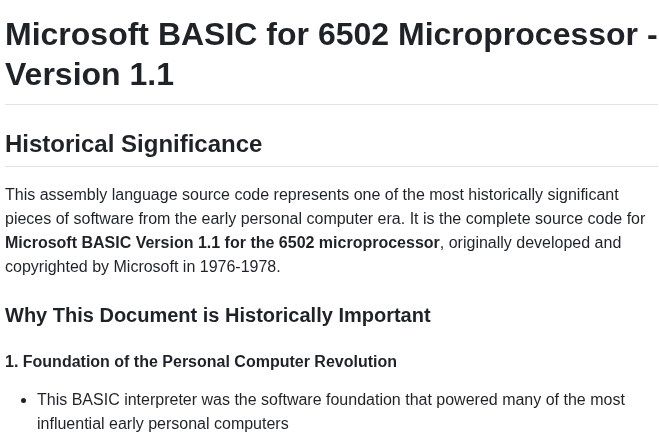 Microsoft BASIC for 6502 Microprocessor -
Version 1.1
Historical Significance
This assembly language source code represents one of the most historically significant
pieces of software from the early personal computer era. It is the complete source code for
Microsoft BASIC Version 1.1 for the 6502 microprocessor, originally developed and
copyrighted by Microsoft in 1976-1978.
Why This Document is Historically Important
1. Foundation of the Personal Computer Revolution
• This BASIC interpreter was the software foundation that powered many of the most
influential early personal computers